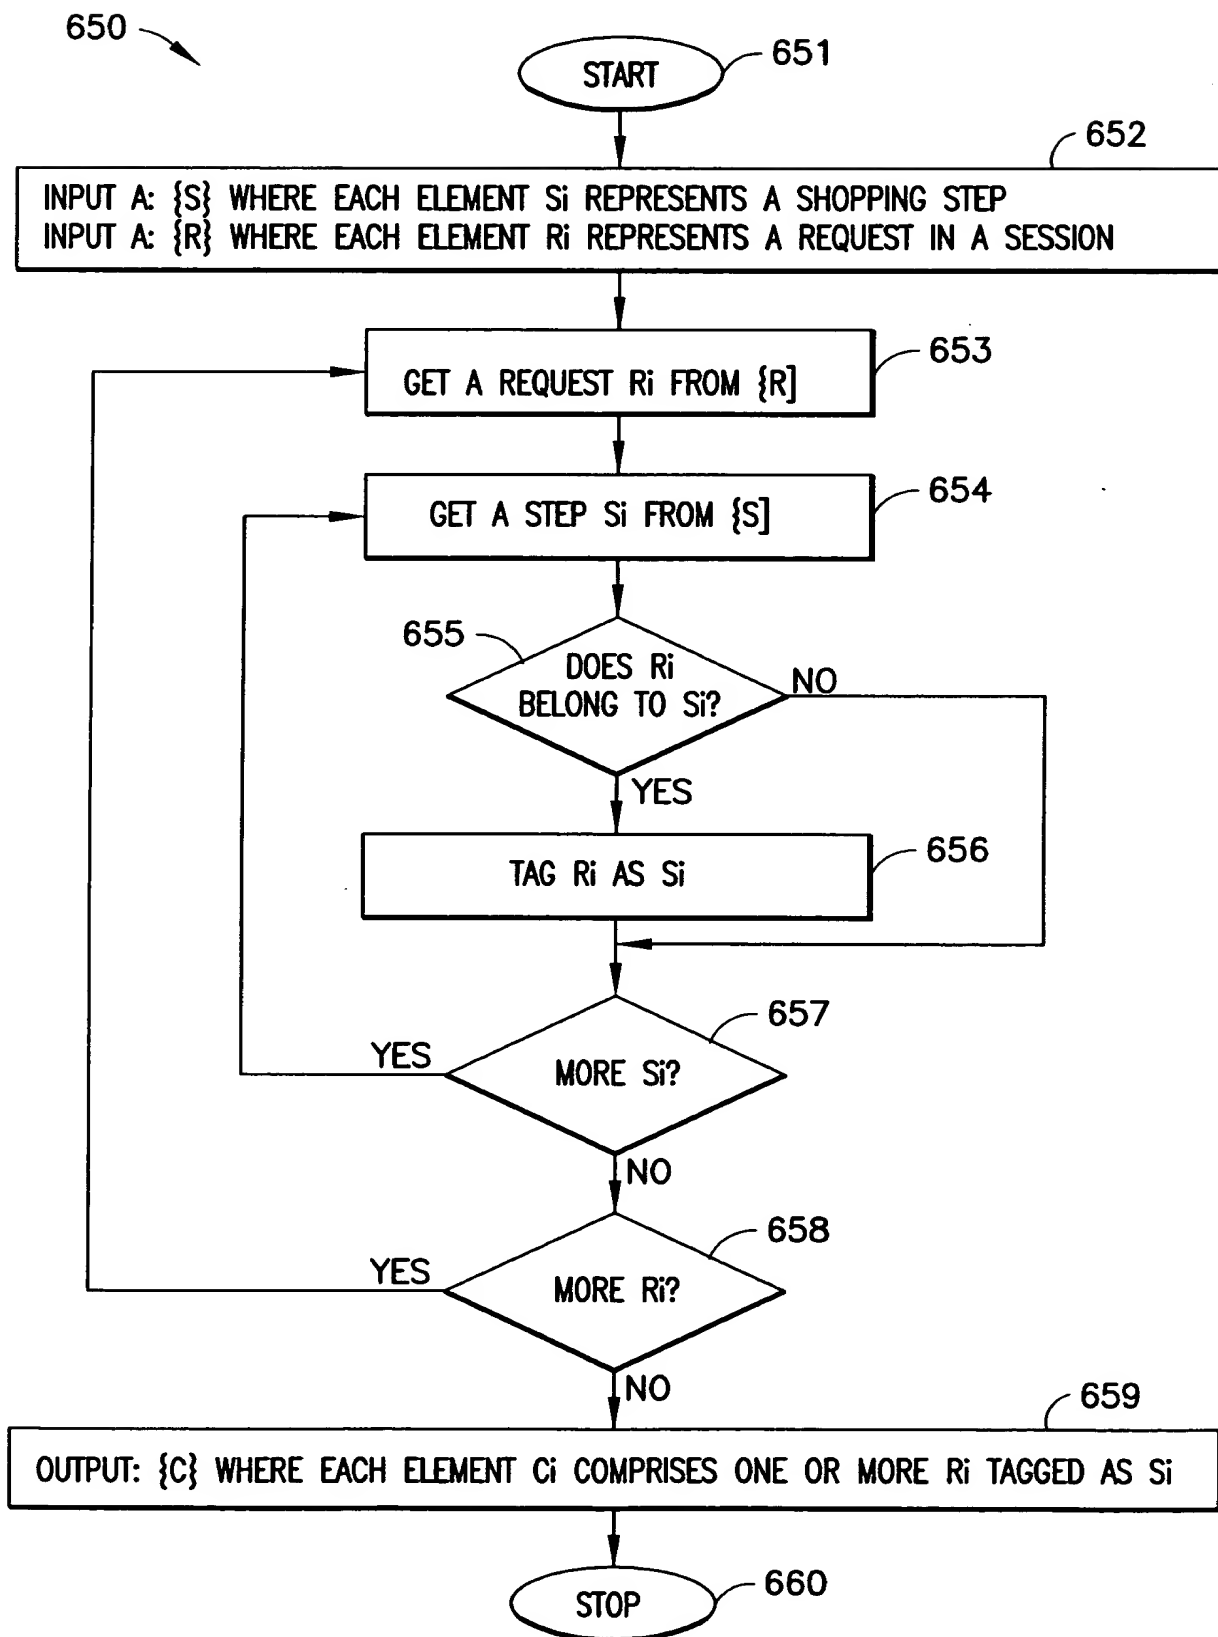 650
START
651
652
INPUT A: {S} WHERE EACH ELEMENT Si REPRESENTS A SHOPPING STEP
INPUT A: {R} WHERE EACH ELEMENT Ri REPRESENTS A REQUEST IN A SESSION
653
GET A REQUEST Ri FROM {R]
654
GET A STEP Si FROM {S]
655
DOES Ri
BELONG TO Si?
NO
YES
656
TAG Ri AS Si
657
YES
MORE Si?
NO
658
YES
MORE Ri?
NO
659
OUTPUT: {C} WHERE EACH ELEMENT Ci COMPRISES ONE OR MORE Ri TAGGED AS Si
STOP
660